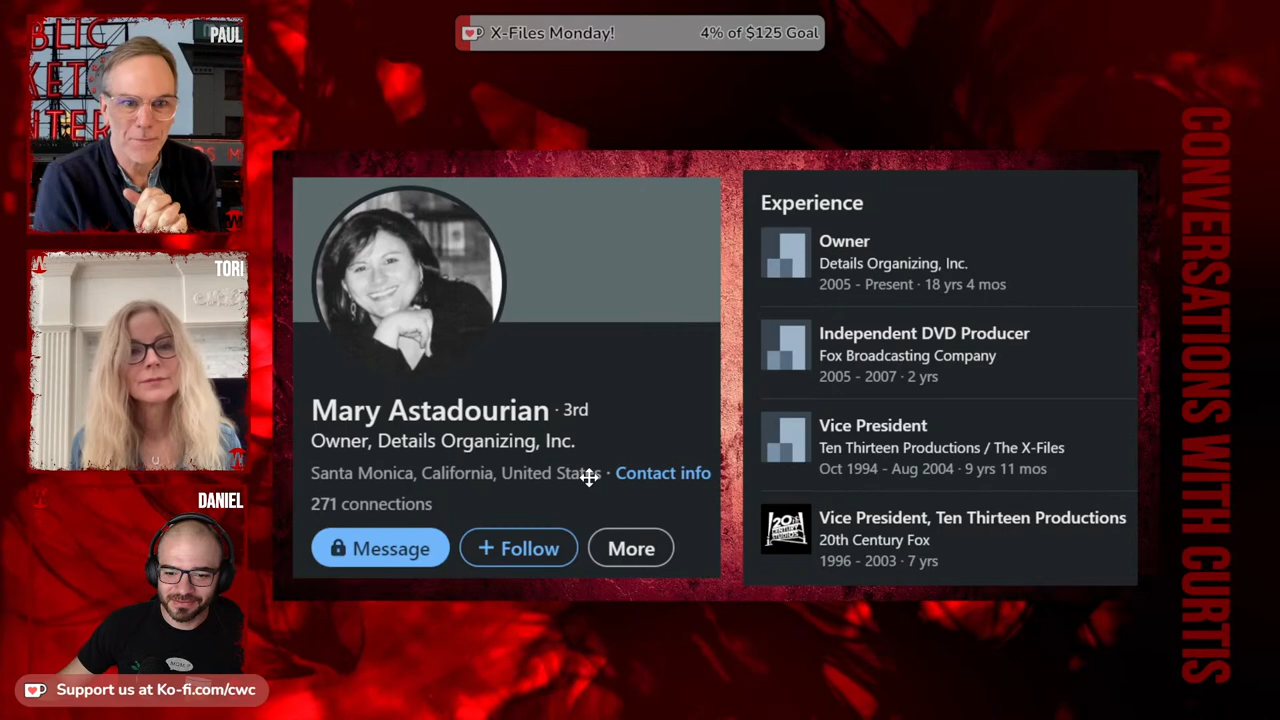 X-Files Monday!
4% of $125 Goal
PAUL
TORI
DANIEL
Mary Astadourian · 3rd
Owner, Details Organizing, Inc.
Santa Monica, California, United States · Contact info
271 connections
Message
+ Follow
More
Experience
Owner
Details Organizing, Inc.
2005 - Present · 18 yrs 4 mos
Independent DVD Producer
Fox Broadcasting Company
2005 - 2007 · 2 yrs
Vice President
Ten Thirteen Productions / The X-Files
Oct 1994 - Aug 2004 · 9 yrs 11 mos
20TH CENTURY STUDIOS
Vice President, Ten Thirteen Productions
20th Century Fox
1996 - 2003 · 7 yrs
CONVERSATIONS WITH CURTIS
Support us at Ko-fi.com/cwc